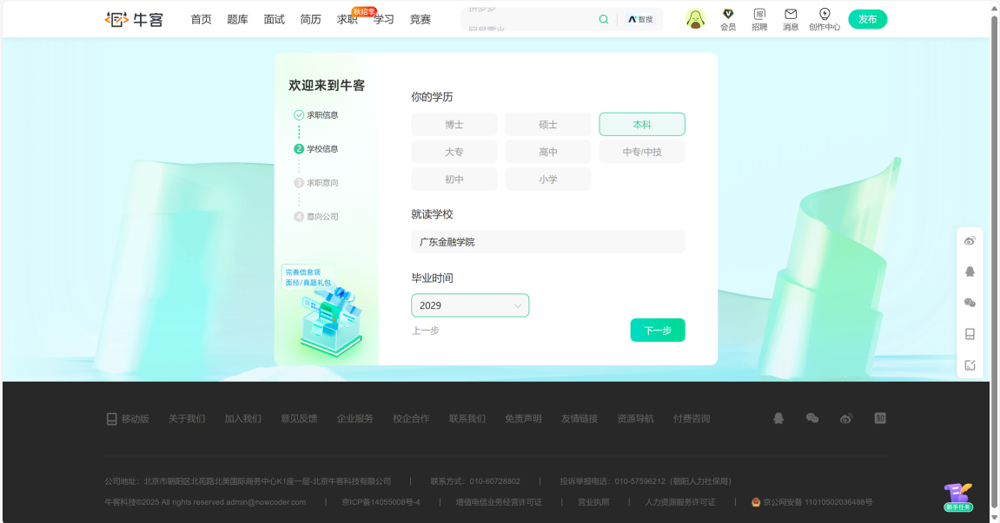 牛客 首页 题库 面试 简历 求职 秋招季 学习 竞赛 智搜 会员 招聘 消息 创作中心 发布
欢迎来到牛客
求职信息
2 学校信息
3 求职意向
4 意向公司
完善信息领
面经/真题礼包
你的学历
博士 硕士 本科
大专 高中 中专/中技
初中 小学
就读学校
广东金融学院
毕业时间
2029
上一步 下一步
移动版 关于我们 加入我们 意见反馈 企业服务 校企合作 联系我们 免责声明 友情链接 资源导航 付费咨询
公司地址：北京市朝阳区北苑路北美国际商务中心K1座一层-北京牛客科技有限公司 | 联系方式：010-60728802 | 投诉举报电话：010-57596212（朝阳人力社保局）
牛客科技©2025 All rights reserved admin@nowcoder.com | 京ICP备14055008号-4 | 增值电信业务经营许可证 | 营业执照 | 人力资源服务许可证 | 京公网安备 11010502036488号
新手任务